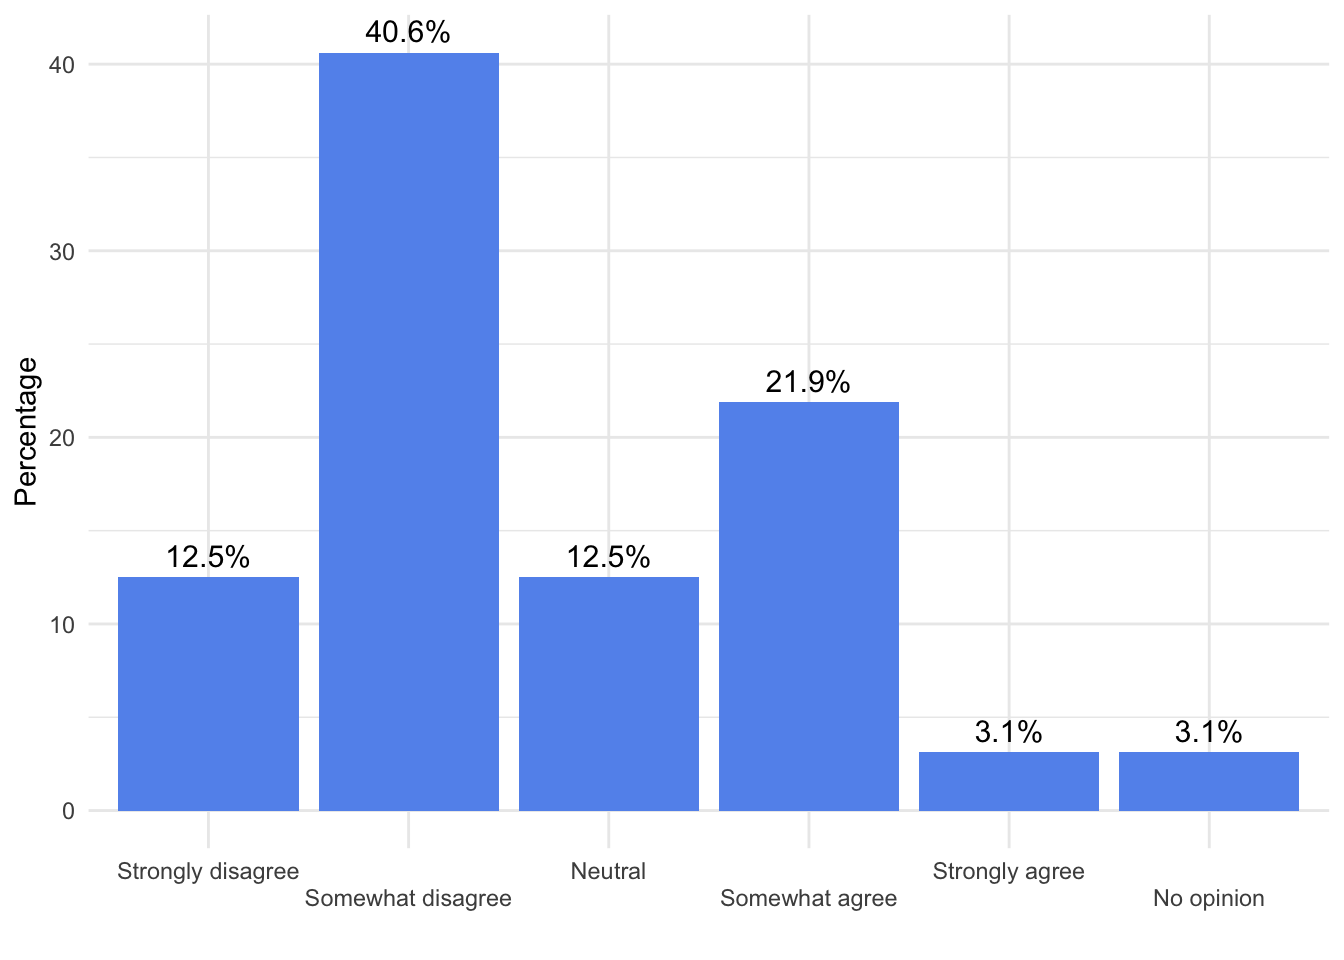 40.6%
40
30
21.9%
20
12.5%
12.5%
10
3.1%
3.1%
0
Percentage
Strongly disagree
Somewhat disagree
Neutral
Somewhat agree
Strongly agree
No opinion